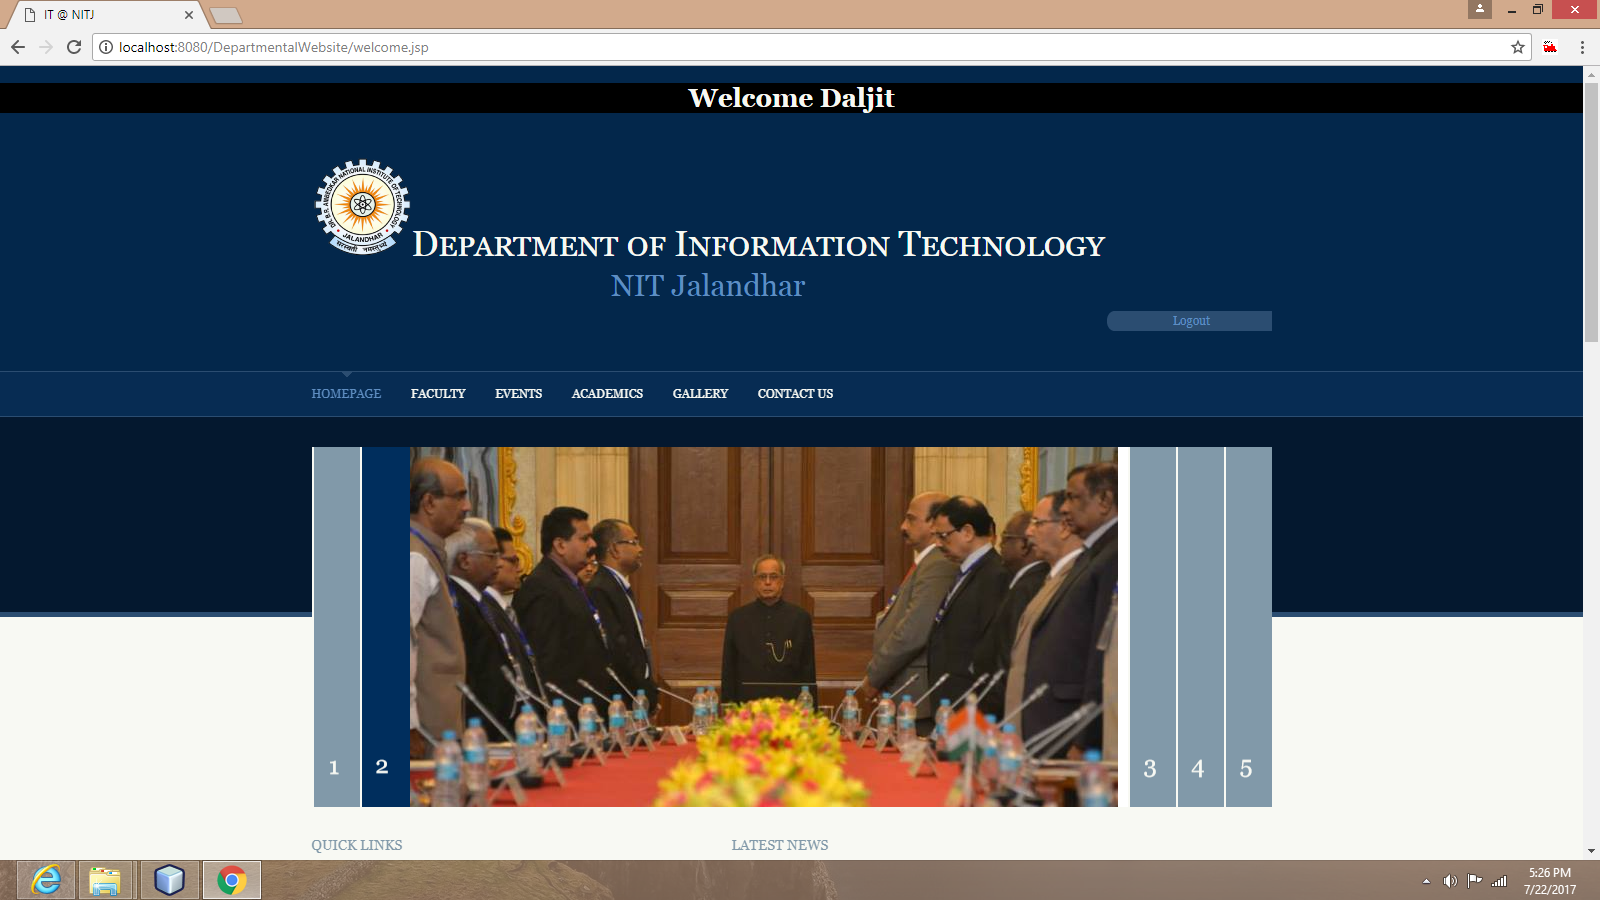 IT @ NITJ
localhost:8080/DepartmentalWebsite/welcome.jsp
Welcome Daljit
DR. B.R. AMBEDKAR NATIONAL INSTITUTE OF TECHNOLOGY
JALANDHAR
DEPARTMENT OF INFORMATION TECHNOLOGY
NIT Jalandhar
Logout
HOMEPAGE FACULTY EVENTS ACADEMICS GALLERY CONTACT US
1 2 3 4 5
QUICK LINKS LATEST NEWS
5:26 PM
7/22/2017